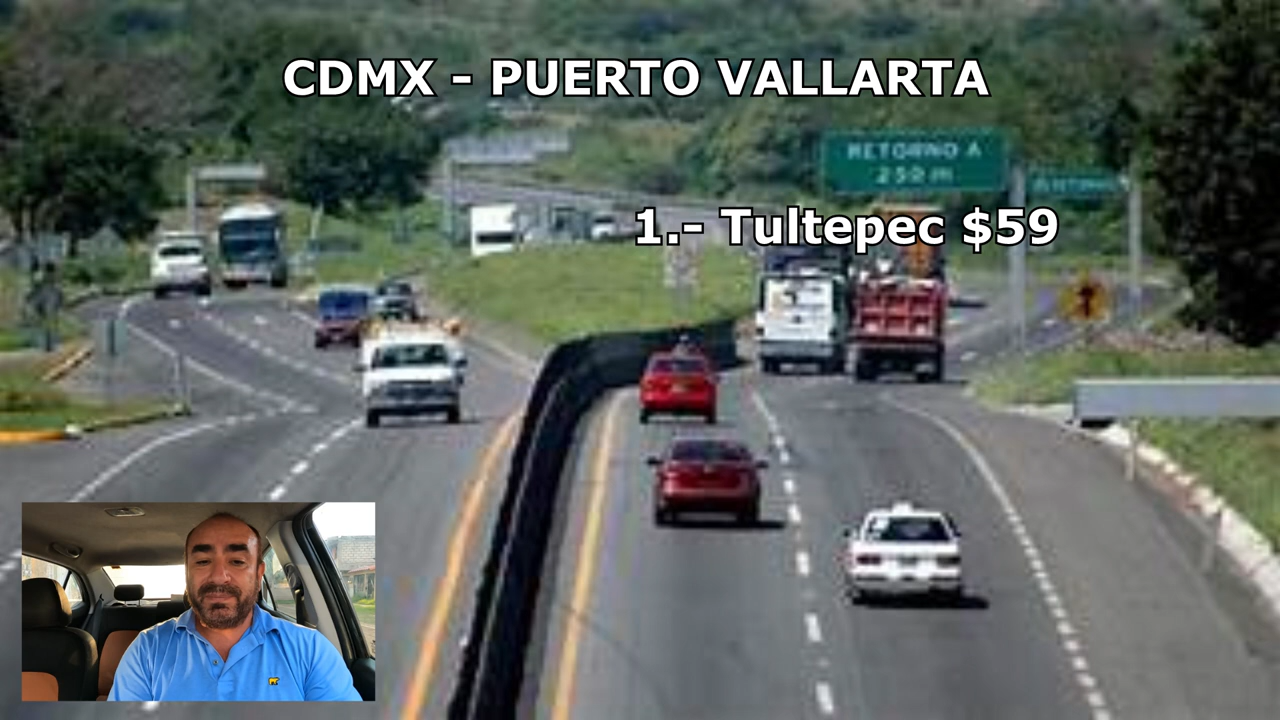 CDMX - PUERTO VALLARTA
RETORNO A
250 m
1.- Tultepec $59